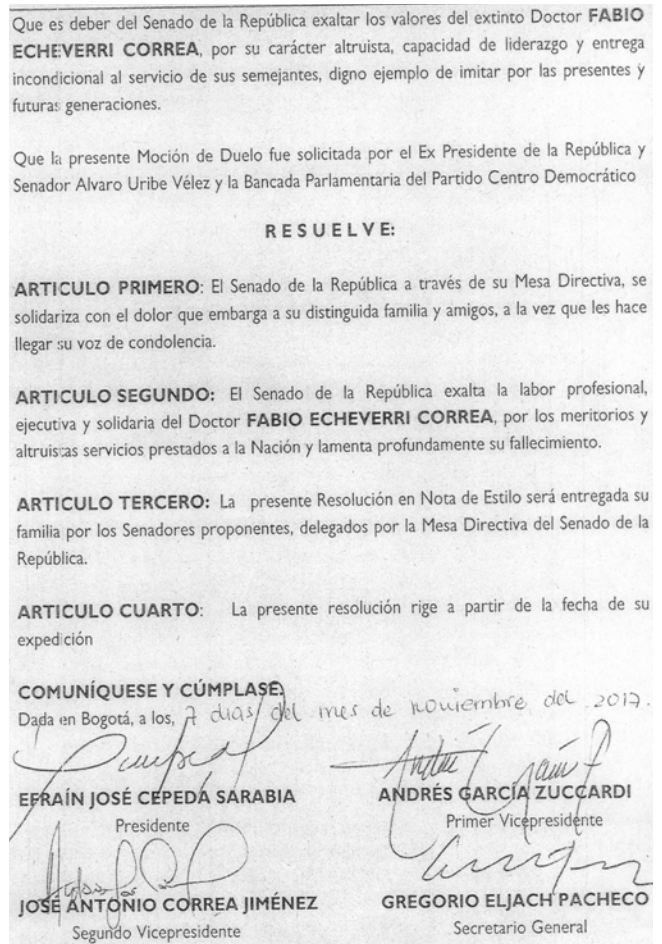 Que es deber del Senado de la República exaltar los valores del extinto Doctor FABIO
ECHEVERRI CORREA, por su carácter altruista, capacidad de liderazgo y entrega
incondicional al servicio de sus semejantes, digno ejemplo de imitar por las presentes y
futuras generaciones.
Que la presente Moción de Duelo fue solicitada por el Ex Presidente de la República y
Senador Alvaro Uribe Vélez y la Bancada Parlamentaria del Partido Centro Democrático
RESUELVE:
ARTICULO PRIMERO: El Senado de la República a través de su Mesa Directiva, se
solidariza con el dolor que embarga a su distinguida familia y amigos, a la vez que les hace
llegar su voz de condolencia.
ARTICULO SEGUNDO: El Senado de la República exalta la labor profesional,
ejecutiva y solidaria del Doctor FABIO ECHEVERRI CORREA, por los meritorios y
altruistas servicios prestados a la Nación y lamenta profundamente su fallecimiento.
ARTICULO TERCERO: La presente Resolución en Nota de Estilo será entregada su
familia por los Senadores proponentes, delegados por la Mesa Directiva del Senado de la
República.
ARTICULO CUARTO: La presente resolución rige a partir de la fecha de su
expedición
COMUNÍQUESE Y CÚMPLASE
Dada en Bogotá, a los, 7 dias del mes de noviembre del 2017.
EFRAÍN JOSÉ CEPEDA SARABIA ANDRÉS GARCÍA ZUCCARDI
Presidente Primer Vicepresidente
JOSÉ ANTONIO CORREA JIMÉNEZ GREGORIO ELJACH PACHECO
Segundo Vicepresidente Secretario General